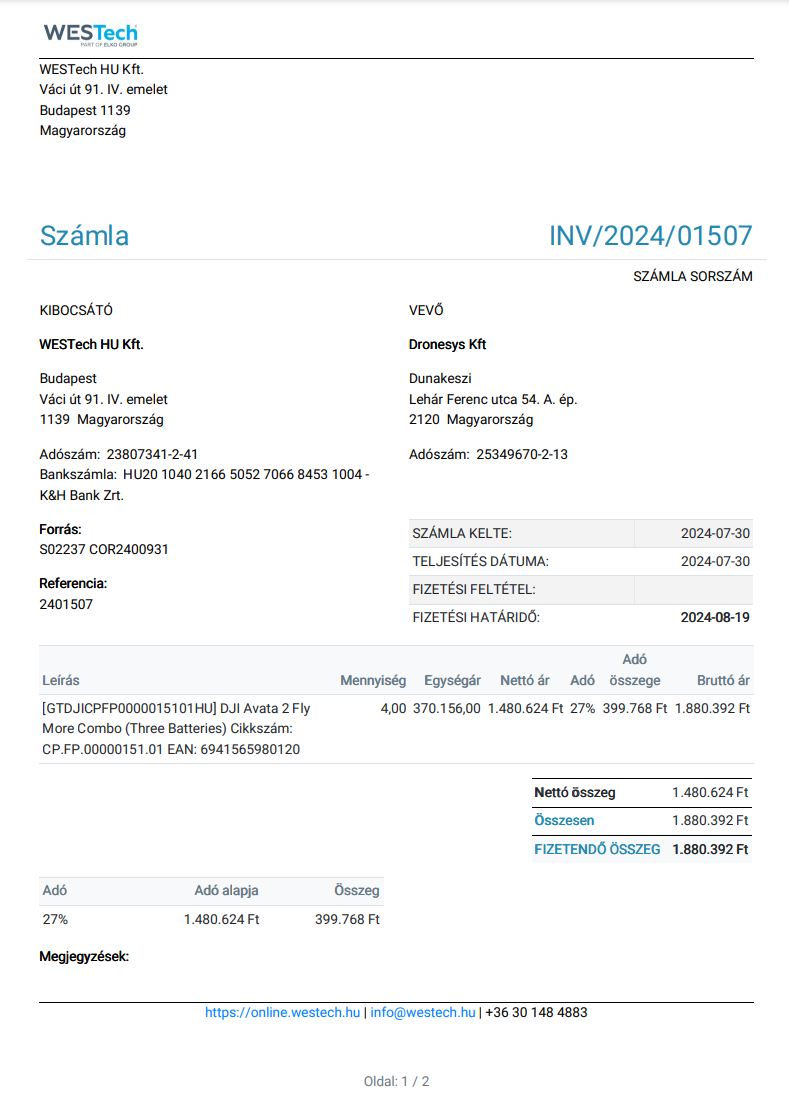 WESTech
PART OF ELKO GROUP
WESTech HU Kft.
Váci út 91. IV. emelet
Budapest 1139
Magyarország
Számla INV/2024/01507
SZÁMLA SORSZÁM
KIBOCSÁTÓ
WESTech HU Kft.
Budapest
Váci út 91. IV. emelet
1139 Magyarország
Adószám: 23807341-2-41
Bankszámla: HU20 1040 2166 5052 7066 8453 1004 -
K&H Bank Zrt.
Forrás:
S02237 COR2400931
Referencia:
2401507
VEVŐ
Dronesys Kft
Dunakeszi
Lehár Ferenc utca 54. A. ép.
2120 Magyarország
Adószám: 25349670-2-13
SZÁMLA KELTE: 2024-07-30
TELJESÍTÉS DÁTUMA: 2024-07-30
FIZETÉSI FELTÉTEL:
FIZETÉSI HATÁRIDŐ: 2024-08-19
Leírás Mennyiség Egységár Nettó ár Adó Adó összege Bruttó ár
[GTDJICPFP0000015101HU] DJI Avata 2 Fly 4,00 370.156,00 1.480.624 Ft 27% 399.768 Ft 1.880.392 Ft
More Combo (Three Batteries) Cikkszám:
CP.FP.00000151.01 EAN: 6941565980120
Nettó összeg 1.480.624 Ft
Összesen 1.880.392 Ft
FIZETENDŐ ÖSSZEG 1.880.392 Ft
Adó Adó alapja Összeg
27% 1.480.624 Ft 399.768 Ft
Megjegyzések:
https://online.westech.hu | info@westech.hu | +36 30 148 4883
Oldal: 1 / 2